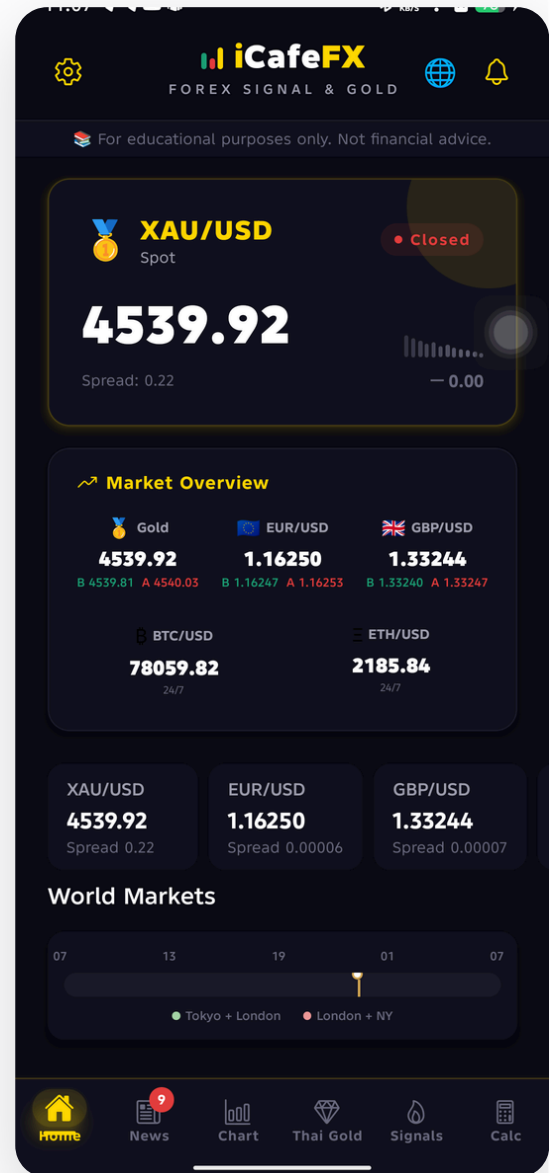 iCafeFX
FOREX SIGNAL & GOLD
For educational purposes only. Not financial advice.
XAU/USD
Closed
Spot
4539.92
Spread: 0.22
— 0.00
Market Overview
Gold EUR/USD GBP/USD
4539.92 1.16250 1.33244
B 4539.81 A 4540.03 B 1.16247 A 1.16253 B 1.33240 A 1.33247
BTC/USD ETH/USD
78059.82 2185.84
24/7 24/7
XAU/USD EUR/USD GBP/USD
4539.92 1.16250 1.33244
Spread 0.22 Spread 0.00006 Spread 0.00007
World Markets
07 13 19 01 07
Tokyo + London London + NY
9
Home News Chart Thai Gold Signals Calc